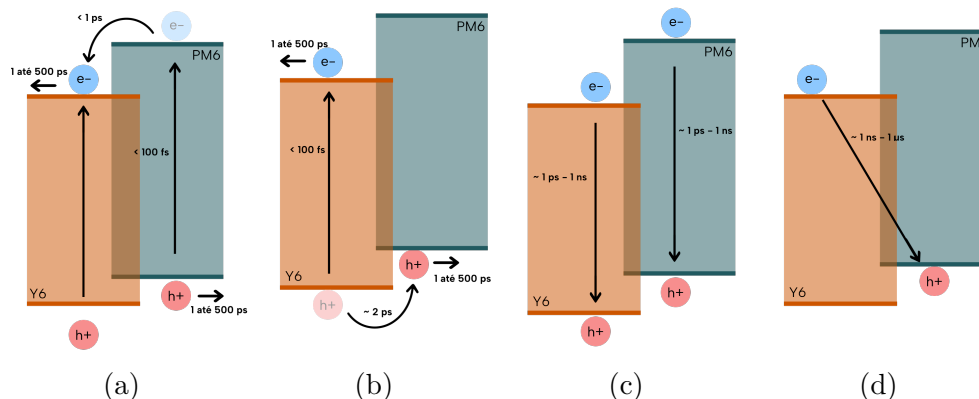 < 1 ps
e-
PM6
1 até 500 ps
e-
< 100 fs
Y6
h+
1 até 500 ps
h+
(a)
1 até 500 ps
e-
< 100 fs
Y6
h+
~ 2 ps
h+
1 até 500 ps
(b)
e-
PM6
e-
~ 1 ps - 1 ns
~ 1 ps - 1 ns
Y6
h+
h+
(c)
PM
e-
~ 1 ns - 1 us
Y6
h+
(d)